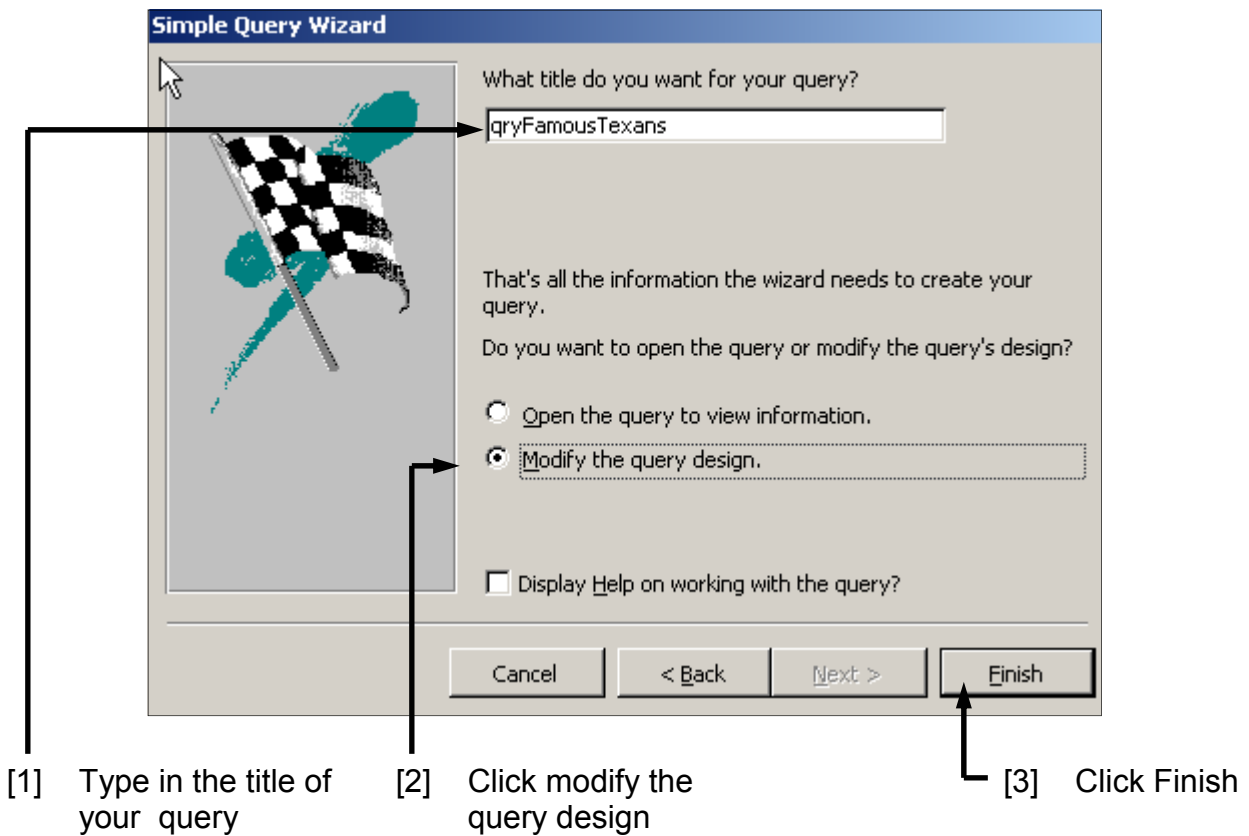 Simple Query Wizard
What title do you want for your query?
qryFamousTexans
That's all the information the wizard needs to create your
query.
Do you want to open the query or modify the query's design?
Open the query to view information.
Modify the query design.
Display Help on working with the query?
Cancel
< Back
Next >
Finish
[1] Type in the title of
your query
[2] Click modify the
query design
[3] Click Finish